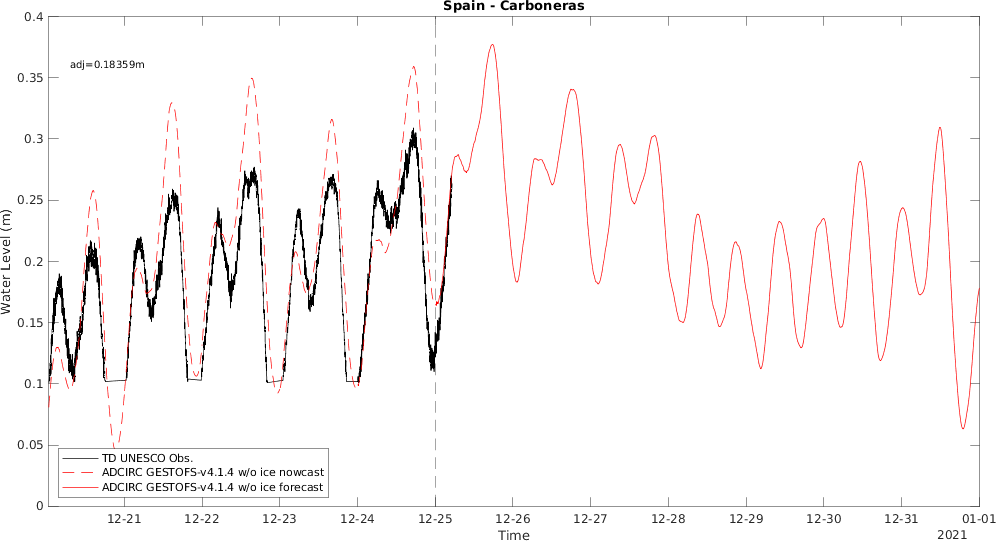 Spain - Carboneras
adj=0.18359m
0.4
0.35
0.3
0.25
0.2
0.15
0.1
0.05
0
Water Level (m)
TD UNESCO Obs.
ADCIRC GESTOFS-v4.1.4 w/o ice nowcast
ADCIRC GESTOFS-v4.1.4 w/o ice forecast
12-21 12-22 12-23 12-24 12-25 12-26 12-27 12-28 12-29 12-30 12-31 01-01
Time
2021